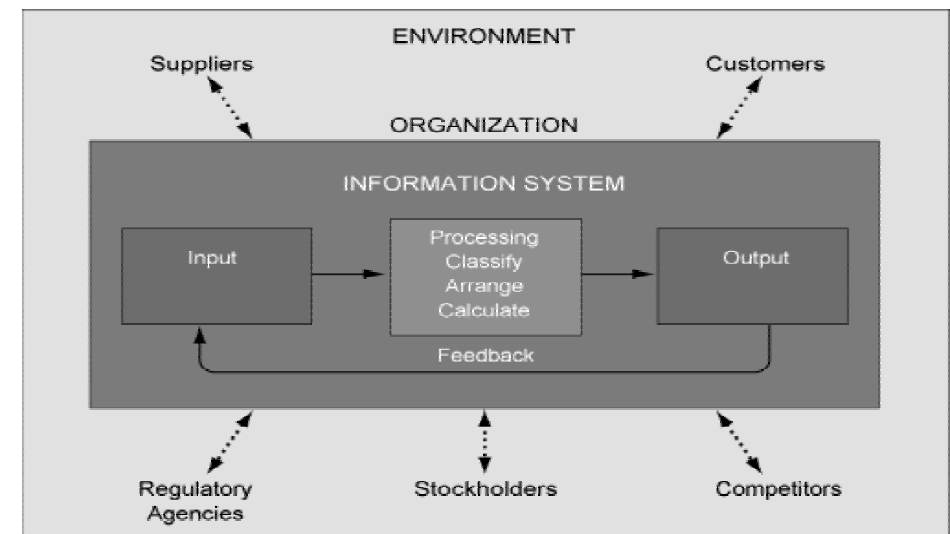 ENVIRONMENT
Suppliers
Customers
ORGANIZATION
INFORMATION SYSTEM
Input
Processing
Classify
Arrange
Calculate
Output
Feedback
Regulatory
Agencies
Stockholders
Competitors